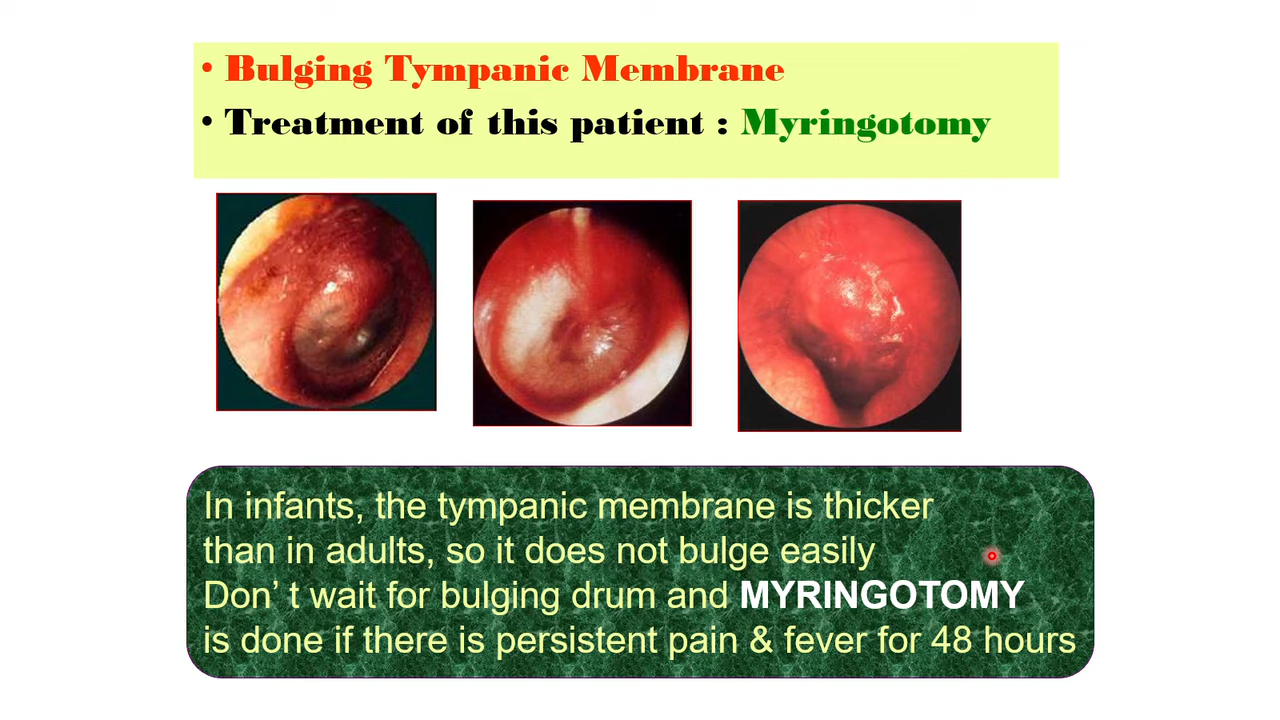 • Bulging Tympanic Membrane
• Treatment of this patient : Myringotomy
In infants, the tympanic membrane is thicker
than in adults, so it does not bulge easily
Don’ t wait for bulging drum and MYRINGOTOMY
is done if there is persistent pain & fever for 48 hours